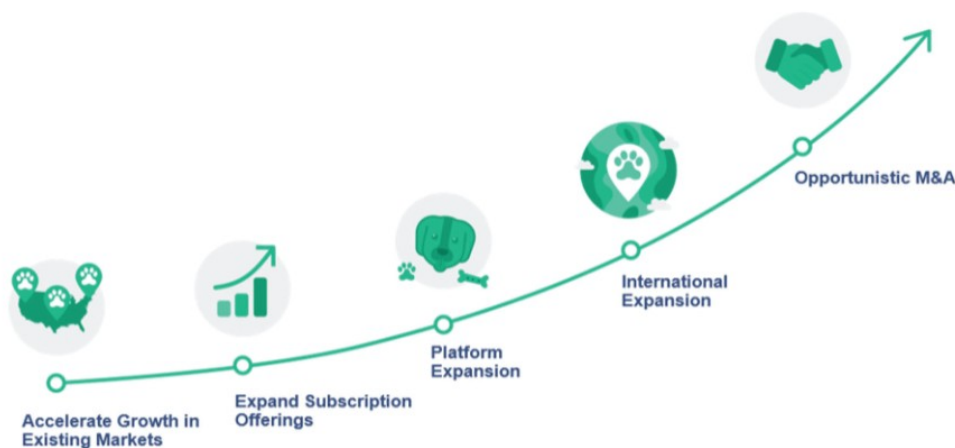 Accelerate Growth in
Existing Markets
Expand Subscription
Offerings
Platform
Expansion
International
Expansion
Opportunistic M&A